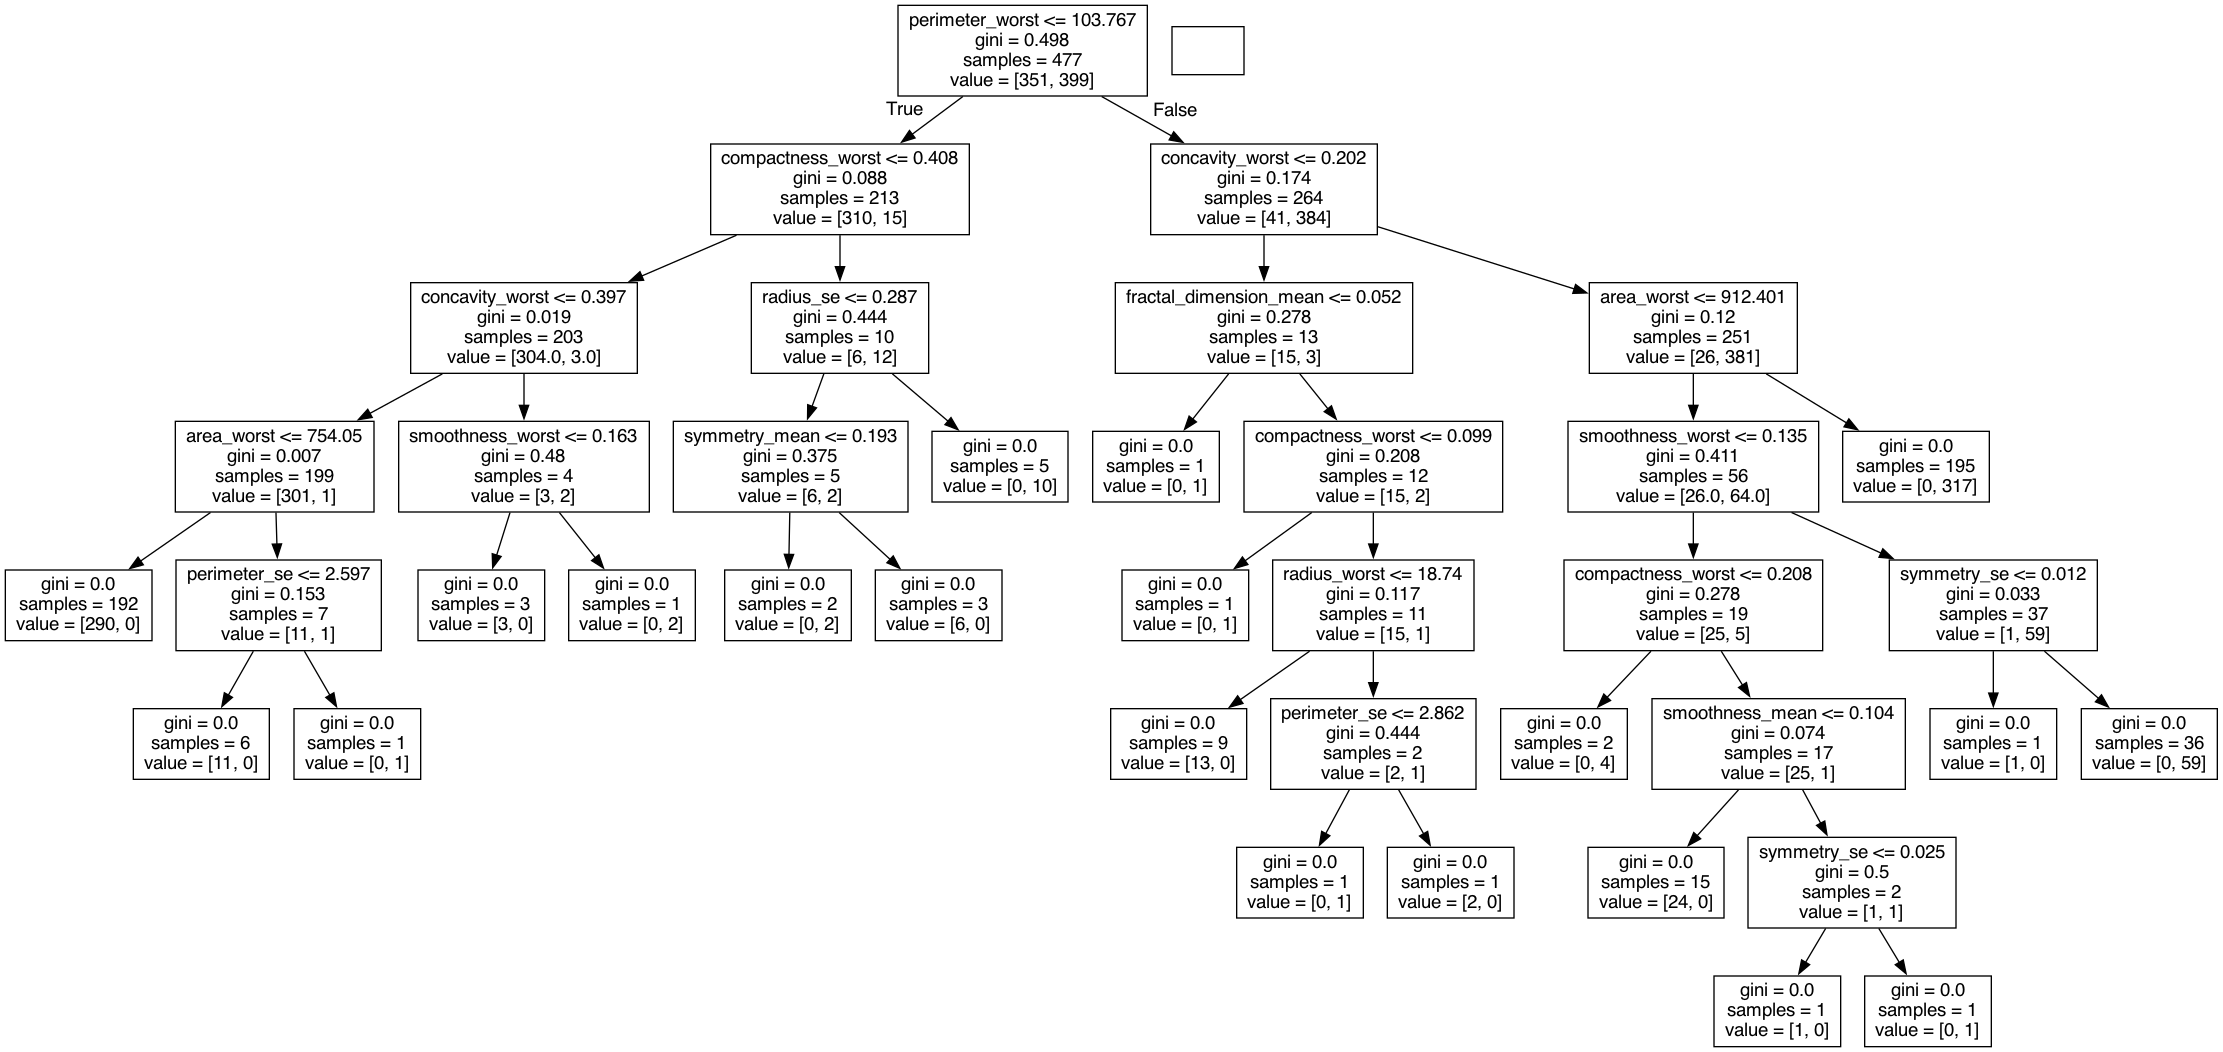 perimeter_worst <= 103.767
gini = 0.498
samples = 477
value = [351, 399]
True
False
compactness_worst <= 0.408
gini = 0.088
samples = 213
value = [310, 15]
concavity_worst <= 0.202
gini = 0.174
samples = 264
value = [41, 384]
concavity_worst <= 0.397
gini = 0.019
samples = 203
value = [304.0, 3.0]
radius_se <= 0.287
gini = 0.444
samples = 10
value = [6, 12]
fractal_dimension_mean <= 0.052
gini = 0.278
samples = 13
value = [15, 3]
area_worst <= 912.401
gini = 0.12
samples = 251
value = [26, 381]
area_worst <= 754.05
gini = 0.007
samples = 199
value = [301, 1]
smoothness_worst <= 0.163
gini = 0.48
samples = 4
value = [3, 2]
symmetry_mean <= 0.193
gini = 0.375
samples = 5
value = [6, 2]
gini = 0.0
samples = 5
value = [0, 10]
gini = 0.0
samples = 1
value = [0, 1]
compactness_worst <= 0.099
gini = 0.208
samples = 12
value = [15, 2]
smoothness_worst <= 0.135
gini = 0.411
samples = 56
value = [26.0, 64.0]
gini = 0.0
samples = 195
value = [0, 317]
gini = 0.0
samples = 192
value = [290, 0]
perimeter_se <= 2.597
gini = 0.153
samples = 7
value = [11, 1]
gini = 0.0
samples = 3
value = [3, 0]
gini = 0.0
samples = 1
value = [0, 2]
gini = 0.0
samples = 2
value = [0, 2]
gini = 0.0
samples = 3
value = [6, 0]
gini = 0.0
samples = 1
value = [0, 1]
radius_worst <= 18.74
gini = 0.117
samples = 11
value = [15, 1]
compactness_worst <= 0.208
gini = 0.278
samples = 19
value = [25, 5]
symmetry_se <= 0.012
gini = 0.033
samples = 37
value = [1, 59]
gini = 0.0
samples = 6
value = [11, 0]
gini = 0.0
samples = 1
value = [0, 1]
gini = 0.0
samples = 9
value = [13, 0]
perimeter_se <= 2.862
gini = 0.444
samples = 2
value = [2, 1]
gini = 0.0
samples = 2
value = [0, 4]
smoothness_mean <= 0.104
gini = 0.074
samples = 17
value = [25, 1]
gini = 0.0
samples = 1
value = [1, 0]
gini = 0.0
samples = 36
value = [0, 59]
gini = 0.0
samples = 1
value = [0, 1]
gini = 0.0
samples = 1
value = [2, 0]
gini = 0.0
samples = 15
value = [24, 0]
symmetry_se <= 0.025
gini = 0.5
samples = 2
value = [1, 1]
gini = 0.0
samples = 1
value = [1, 0]
gini = 0.0
samples = 1
value = [0, 1]